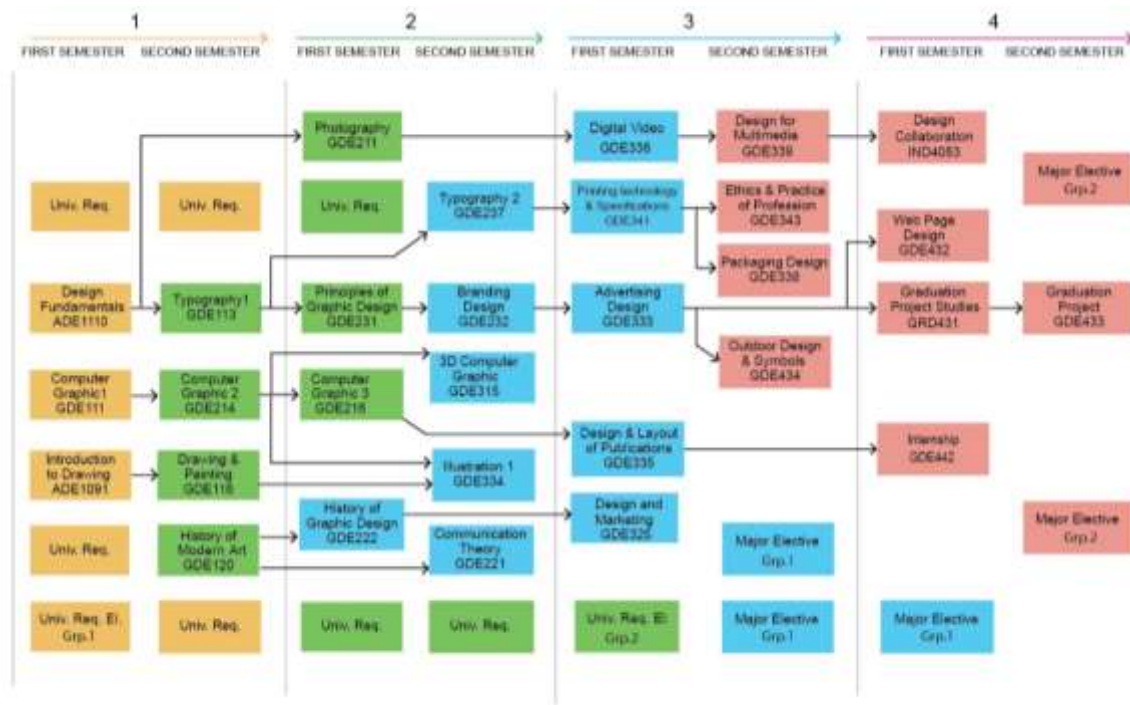 1
2
3
4
FIRST SEMESTER
SECOND SEMESTER
FIRST SEMESTER
SECOND SEMESTER
FIRST SEMESTER
SECOND SEMESTER
FIRST SEMESTER
SECOND SEMESTER
Univ. Req.
Design
Fundamentals
ADE1110
Computer
Graphic1
GDE111
Introduction
to Drawing
ADE1091
Univ. Req.
Univ. Req. El.
Grp.1
Univ. Req.
Typography1
GDE113
Computer
Graphic 2
GDE214
Drawing &
Painting
GDE116
History of
Modern Art
GDE120
Univ. Req.
Photography
GDE211
Univ. Req.
Principles of
Graphic Design
GDE231
Computer
Graphic 3
GDE216
History of
Graphic Design
GDE222
Univ. Req.
Typography 2
GDE237
Branding
Design
GDE232
3D Computer
Graphic
GDE315
Illustration 1
GDE334
Communication
Theory
GDE221
Univ. Req.
Digital Video
GDE336
Printing technology
& Specifications
GDE341
Advertising
Design
GDE333
Design & Layout
of Publications
GDE335
Design and
Marketing
GDE325
Univ. Req. El.
Grp.2
Design for
Multimedia
GDE339
Ethics & Practice
of Profession
GDE343
Packaging Design
GDE338
Outdoor Design
& Symbols
GDE434
Major Elective
Grp.1
Major Elective
Grp.1
Design
Collaboration
IND4053
Web Page
Design
GDE432
Graduation
Project Studies
GRD431
Internship
GDE442
Major Elective
Grp.1
Major Elective
Grp.2
Graduation
Project
GDE433
Major Elective
Grp.2